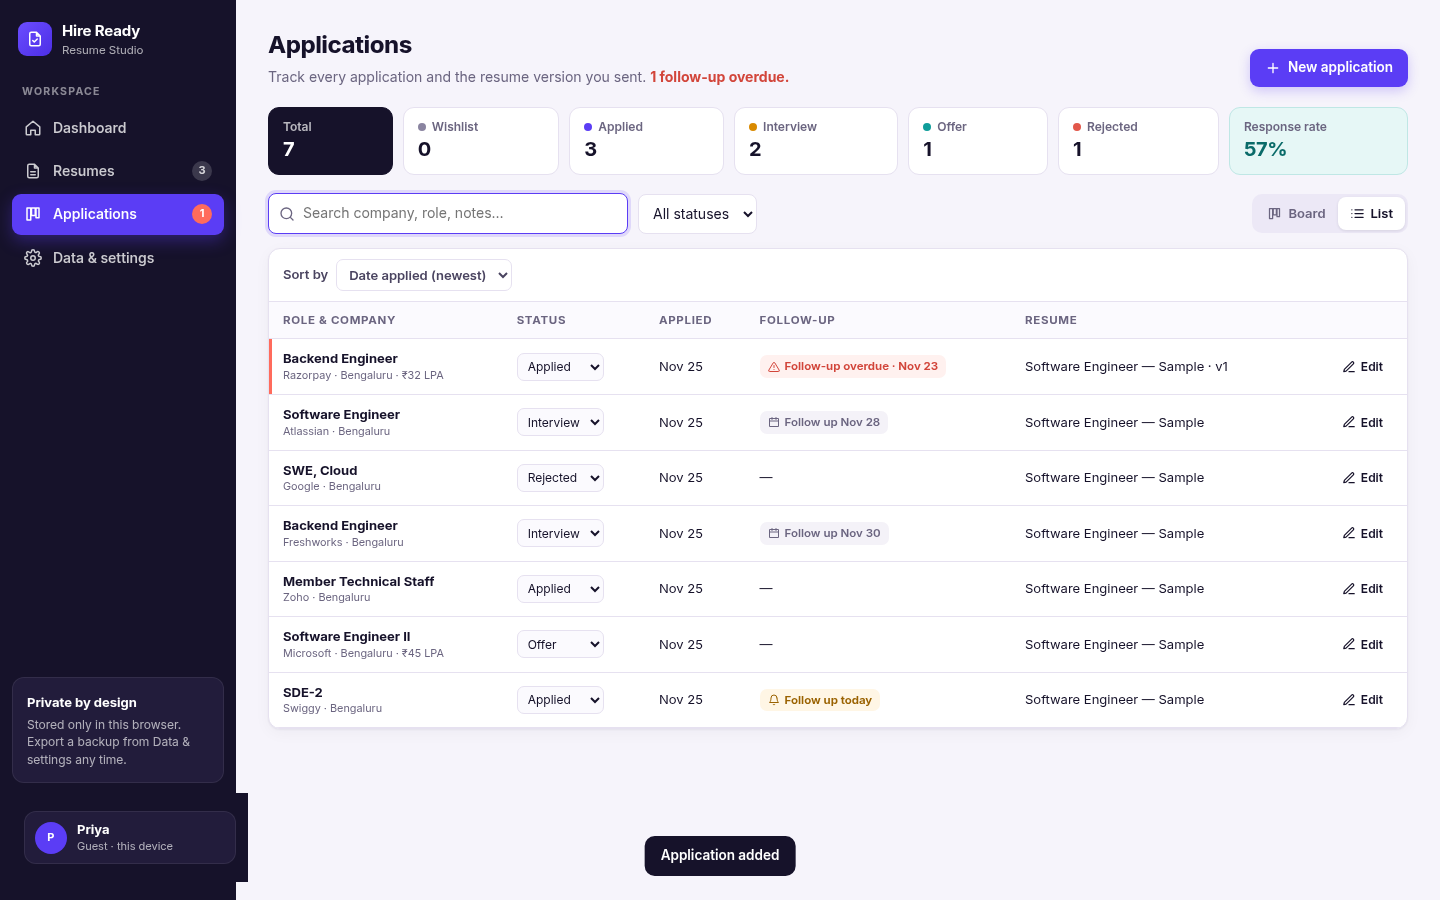 Hire Ready
Resume Studio
WORKSPACE
Dashboard
Resumes 3
Applications 1
Data & settings
Private by design
Stored only in this browser.
Export a backup from Data &
settings any time.
P
Priya
Guest · this device
Applications
Track every application and the resume version you sent. 1 follow-up overdue.
New application
Total
7
Wishlist
0
Applied
3
Interview
2
Offer
1
Rejected
1
Response rate
57%
Search company, role, notes...
All statuses
Board
List
Sort by Date applied (newest)
ROLE & COMPANY STATUS APPLIED FOLLOW-UP RESUME
Backend Engineer
Razorpay · Bengaluru · ₹32 LPA
Applied Nov 25 Follow-up overdue · Nov 23 Software Engineer — Sample · v1 Edit
Software Engineer
Atlassian · Bengaluru
Interview Nov 25 Follow up Nov 28 Software Engineer — Sample Edit
SWE, Cloud
Google · Bengaluru
Rejected Nov 25 — Software Engineer — Sample Edit
Backend Engineer
Freshworks · Bengaluru
Interview Nov 25 Follow up Nov 30 Software Engineer — Sample Edit
Member Technical Staff
Zoho · Bengaluru
Applied Nov 25 — Software Engineer — Sample Edit
Software Engineer II
Microsoft · Bengaluru · ₹45 LPA
Offer Nov 25 — Software Engineer — Sample Edit
SDE-2
Swiggy · Bengaluru
Applied Nov 25 Follow up today Software Engineer — Sample Edit
Application added